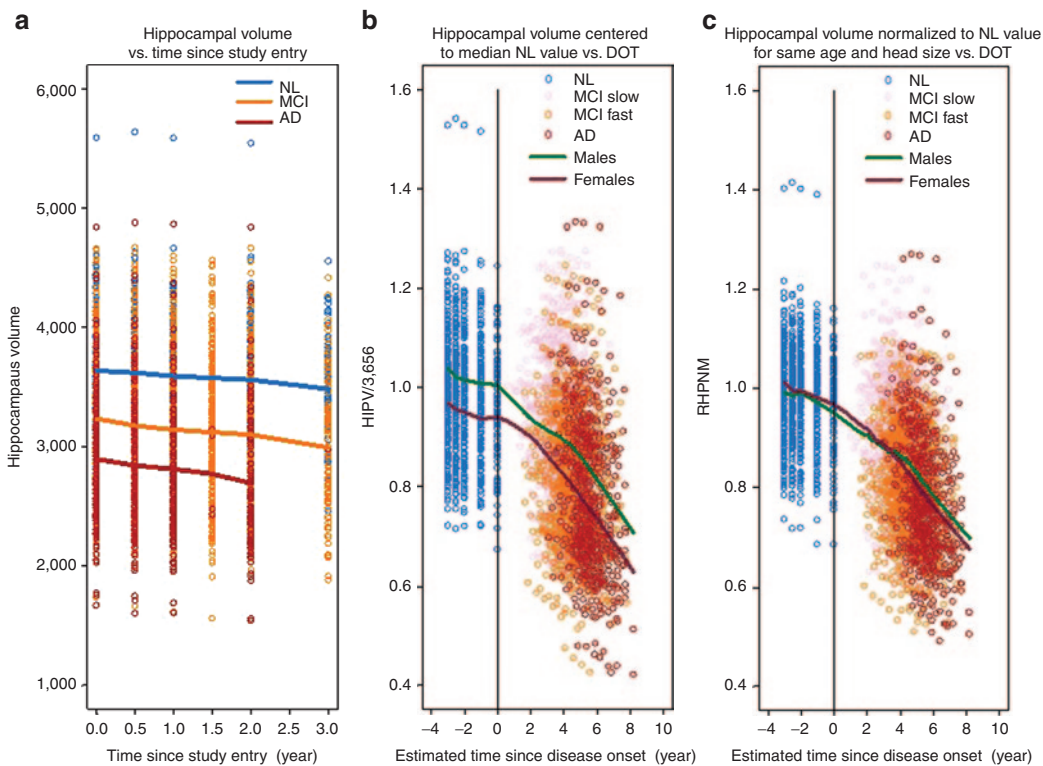 a
Hippocampal volume
vs. time since study entry
NL
MCI
AD
6,000
5,000
4,000
3,000
2,000
1,000
Hippocampaus volume
0.0 0.5 1.0 1.5 2.0 2.5 3.0
Time since study entry (year)
b
Hippocampal volume centered
to median NL value vs. DOT
NL
MCI slow
MCI fast
AD
Males
Females
1.6
1.4
1.2
1.0
0.8
0.6
0.4
HIPV/3,656
−4 −2 0 2 4 6 8 10
Estimated time since disease onset (year)
c
Hippocampal volume normalized to NL value
for same age and head size vs. DOT
NL
MCI slow
MCI fast
AD
Males
Females
1.6
1.4
1.2
1.0
0.8
0.6
0.4
RHPNM
−4 −2 0 2 4 6 8 10
Estimated time since disease onset (year)